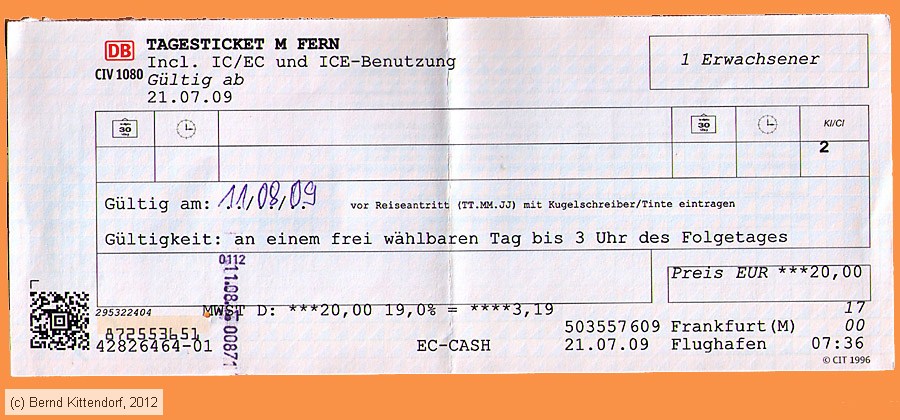 DB
TAGESTICKET M FERN
Incl. IC/EC und ICE-Benutzung
CIV 1080
Gültig ab
21.07.09
1 Erwachsener
30
30
Kl/Cl
2
Gültig am: 11/08/09 vor Reiseantritt (TT.MM.JJ) mit Kugelschreiber/Tinte eintragen
Gültigkeit: an einem frei wählbaren Tag bis 3 Uhr des Folgetages
0112
Preis EUR ***20,00
295322404
MWST D: ***20,00 19,0% = ****3,19
17
503557609 Frankfurt(M) 00
42826464-01
EC-CASH
21.07.09 Flughafen 07:36
© CIT 1996
(c) Bernd Kittendorf, 2012